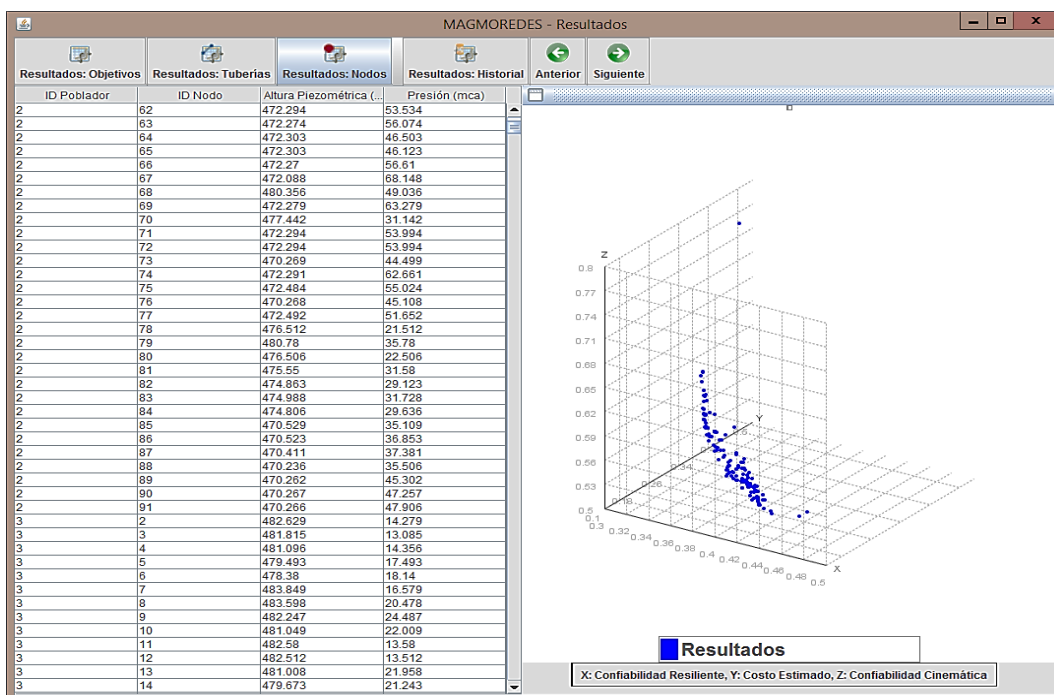 MAGMOREDES - Resultados
Resultados: Objetivos Resultados: Tuberías Resultados: Nodos Resultados: Historial Anterior Siguiente
ID Poblador ID Nodo Altura Piezométrica (... Presión (mca)
2 62 472.294 53.534
2 63 472.274 56.074
2 64 472.303 46.503
2 65 472.303 46.123
2 66 472.27 56.61
2 67 472.088 68.148
2 68 480.356 49.036
2 69 472.279 63.279
2 70 477.442 31.142
2 71 472.294 53.994
2 72 472.294 53.994
2 73 470.269 44.499
2 74 472.291 62.661
2 75 472.484 55.024
2 76 470.268 45.108
2 77 472.492 51.652
2 78 476.512 21.512
2 79 480.78 35.78
2 80 476.506 22.506
2 81 475.55 31.58
2 82 474.863 29.123
2 83 474.988 31.728
2 84 474.806 29.636
2 85 470.529 35.109
2 86 470.523 36.853
2 87 470.411 37.381
2 88 470.236 35.506
2 89 470.262 45.302
2 90 470.267 47.257
2 91 470.266 47.906
3 2 482.629 14.279
3 3 481.815 13.085
3 4 481.096 14.356
3 5 479.493 17.493
3 6 478.38 18.14
3 7 483.849 16.579
3 8 483.598 20.478
3 9 482.247 24.487
3 10 481.049 22.009
3 11 482.58 13.58
3 12 482.512 13.512
3 13 481.008 21.958
3 14 479.673 21.243
Z
0.8
0.77
0.74
0.71
0.68
0.65
0.62
0.59
0.56
0.53
0.5
Y
0.34
0.26
0.18
0.1
0.3 0.32 0.34 0.36 0.38 0.4 0.42 0.44 0.46 0.48 0.5
X
Resultados
X: Confiabilidad Resiliente, Y: Costo Estimado, Z: Confiabilidad Cinemática